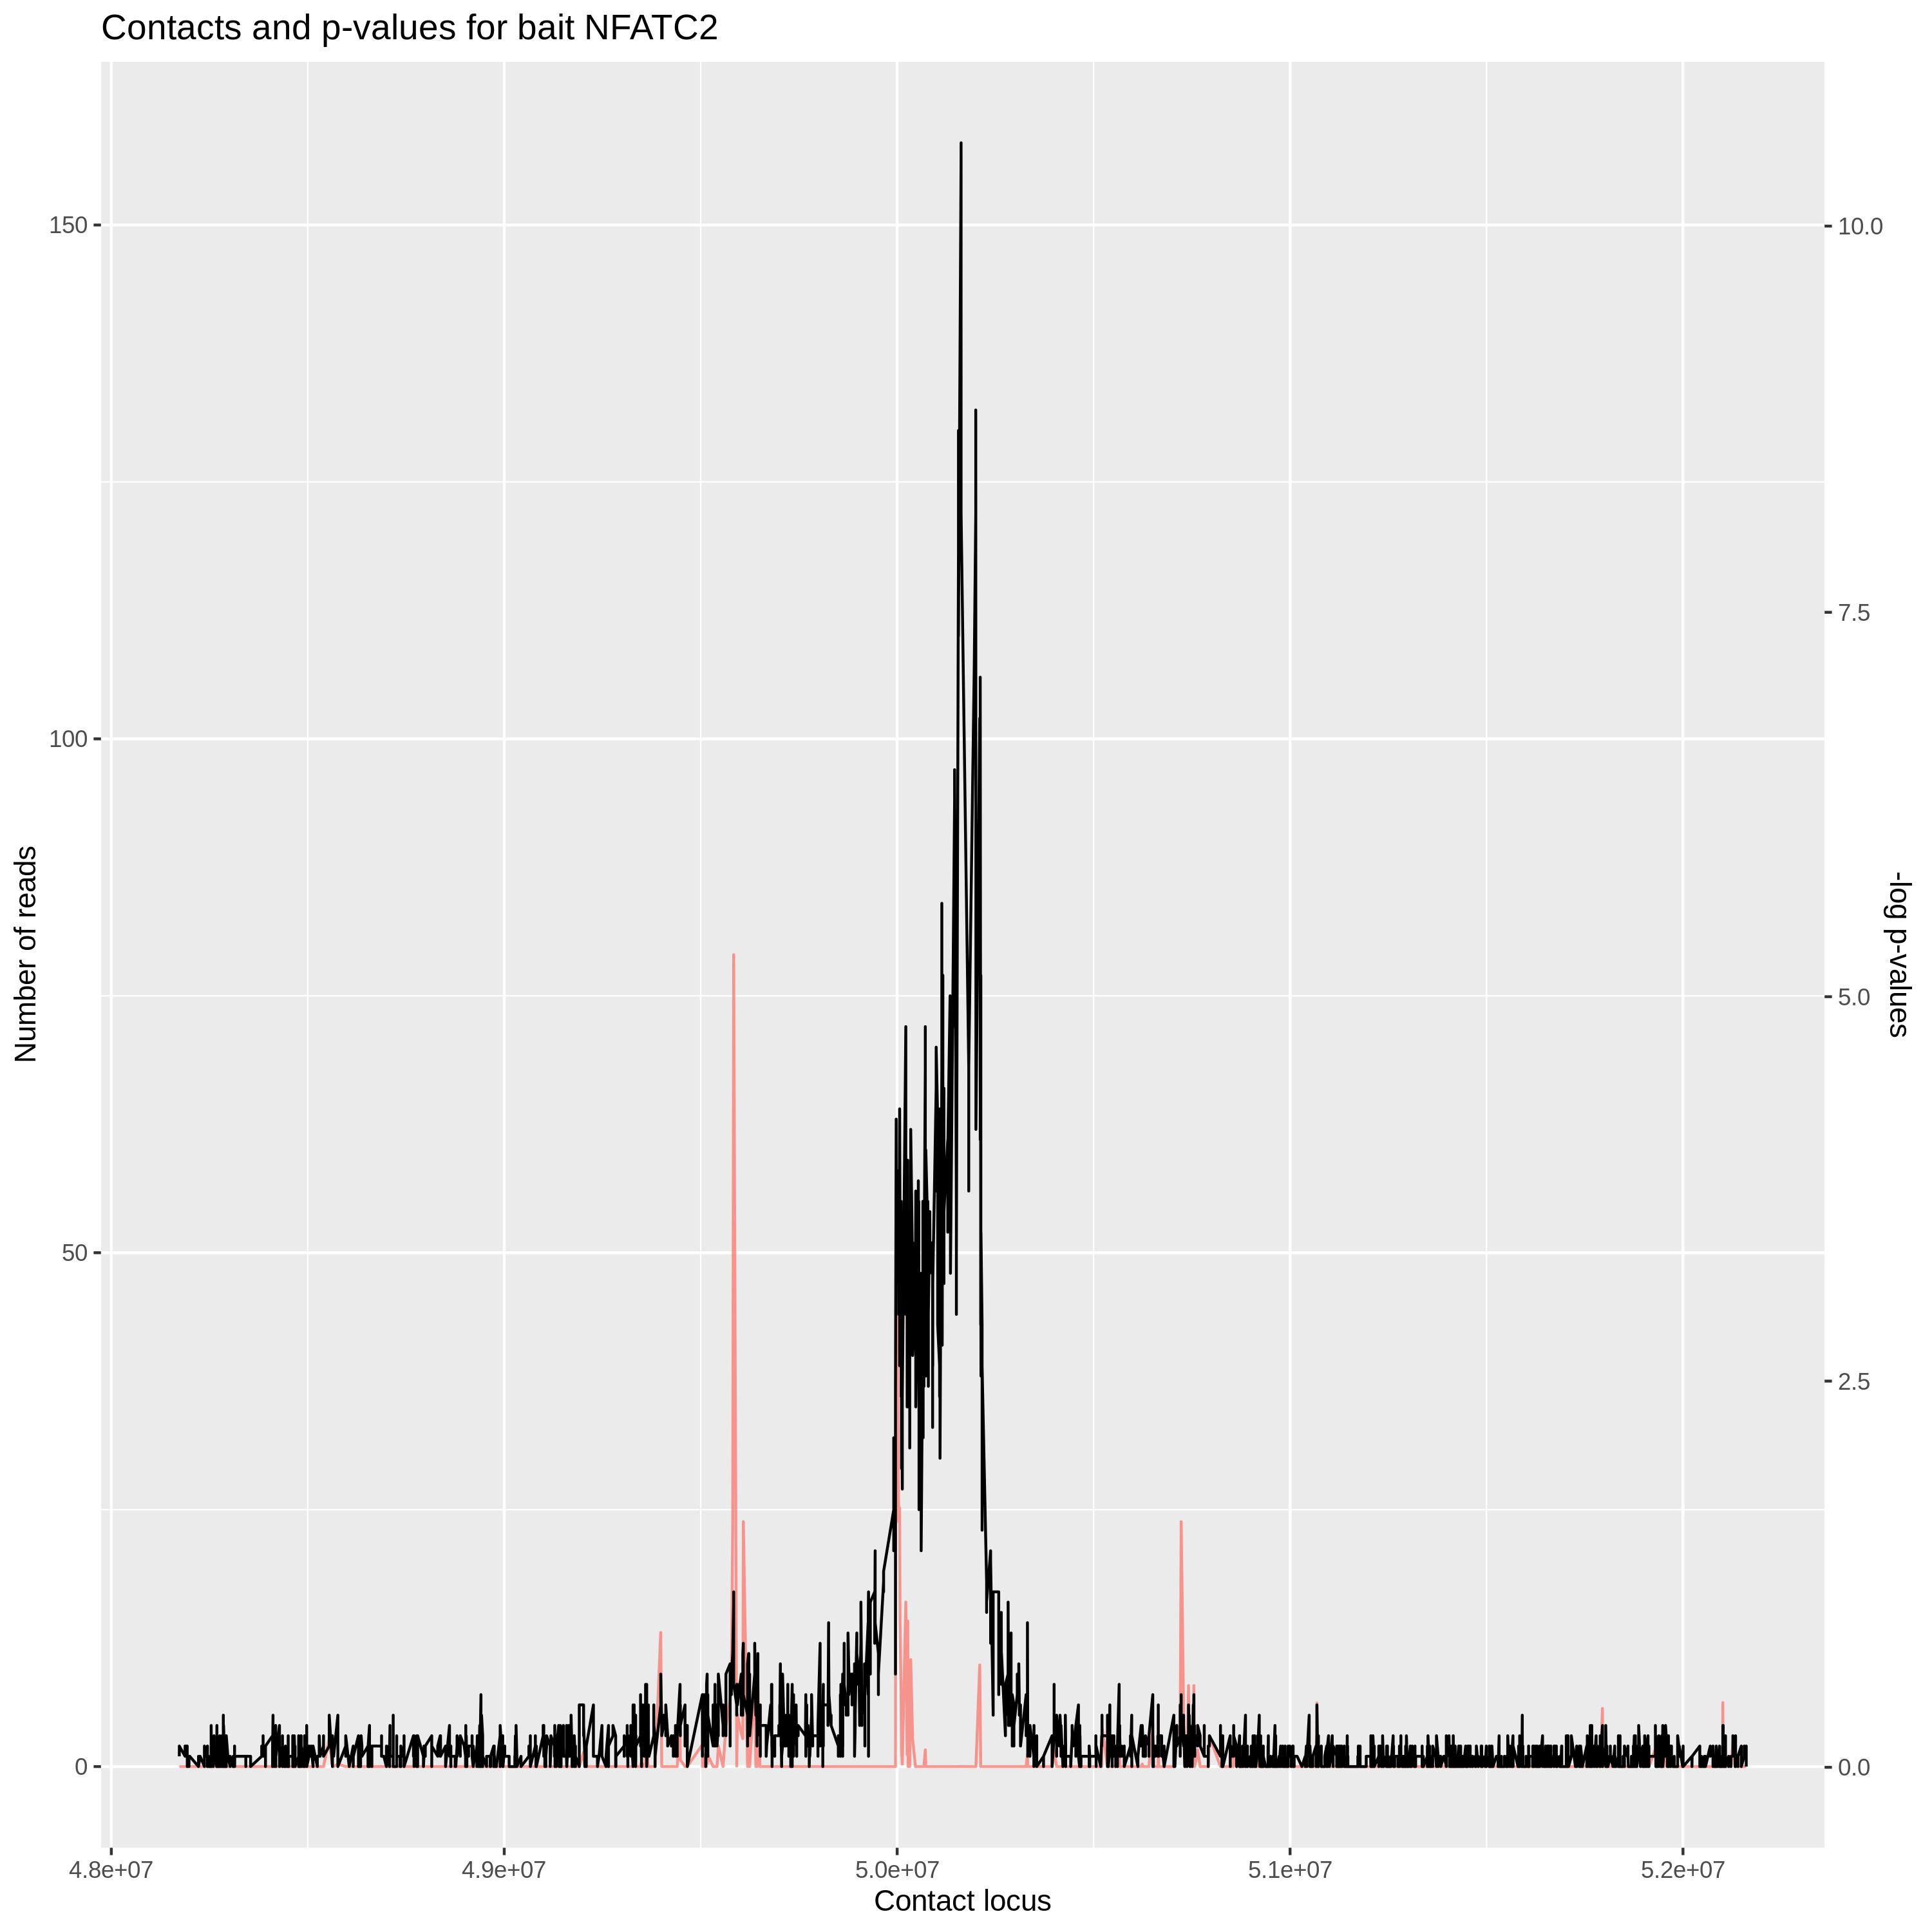 Contacts and p-values for bait NFATC2
150
100
50
0
Number of reads
10.0
7.5
5.0
2.5
0.0
-log p-values
4.8e+07 4.9e+07 5.0e+07 5.1e+07 5.2e+07
Contact locus